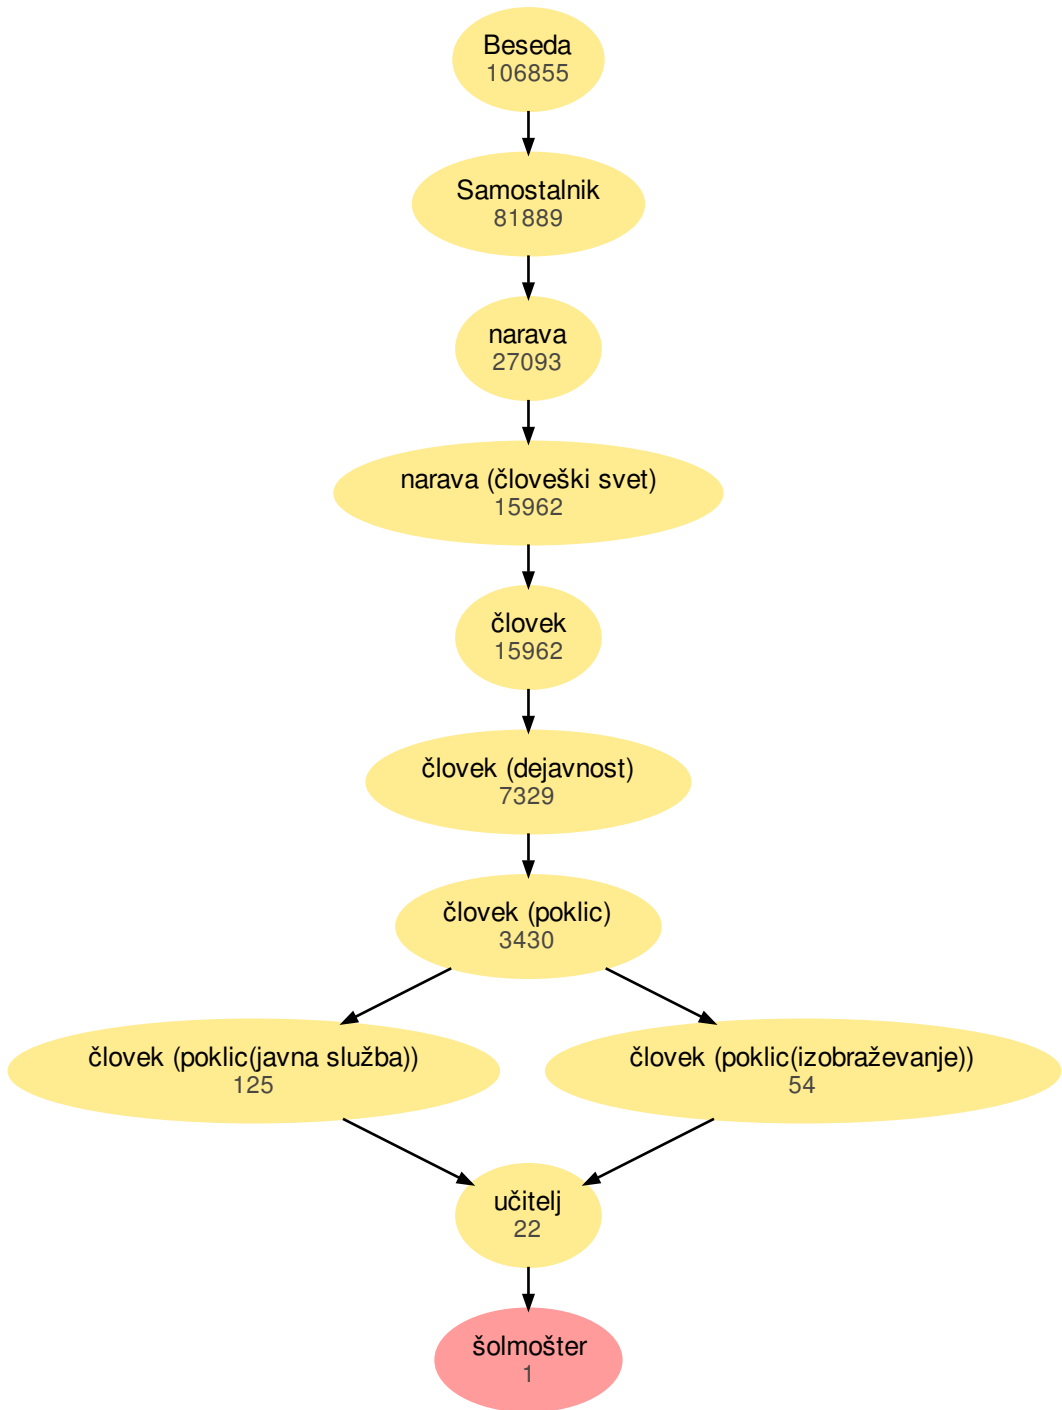 Beseda
106855
Samostalnik
81889
narava
27093
narava (človeški svet)
15962
človek
15962
človek (dejavnost)
7329
človek (poklic)
3430
človek (poklic(javna služba))
125
človek (poklic(izobraževanje))
54
učitelj
22
šolmošter
1